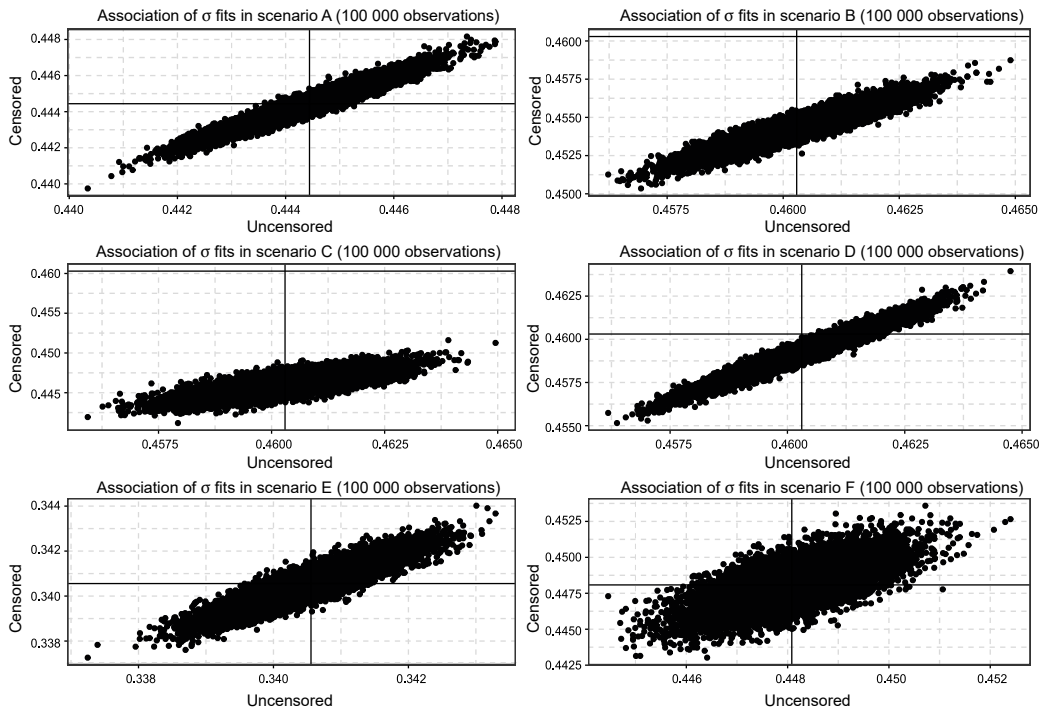 Association of σ fits in scenario A (100 000 observations)
Censored
0.448
0.446
0.444
0.442
0.440
0.440 0.442 0.444 0.446 0.448
Uncensored
Association of σ fits in scenario B (100 000 observations)
Censored
0.4600
0.4575
0.4550
0.4525
0.4500
0.4575 0.4600 0.4625 0.4650
Uncensored
Association of σ fits in scenario C (100 000 observations)
Censored
0.460
0.455
0.450
0.445
0.4575 0.4600 0.4625 0.4650
Uncensored
Association of σ fits in scenario D (100 000 observations)
Censored
0.4625
0.4600
0.4575
0.4550
0.4575 0.4600 0.4625 0.4650
Uncensored
Association of σ fits in scenario E (100 000 observations)
Censored
0.344
0.342
0.340
0.338
0.338 0.340 0.342
Uncensored
Association of σ fits in scenario F (100 000 observations)
Censored
0.4525
0.4500
0.4475
0.4450
0.4425
0.446 0.448 0.450 0.452
Uncensored